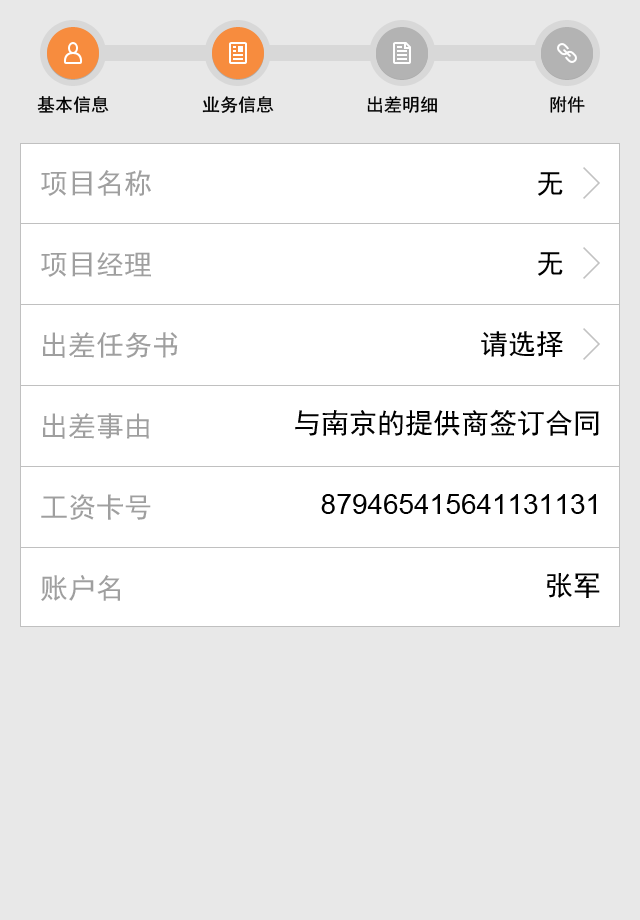 基本信息 业务信息 出差明细 附件
项目名称 无
项目经理 无
出差任务书 请选择
出差事由 与南京的提供商签订合同
工资卡号 879465415641131131
账户名 张军